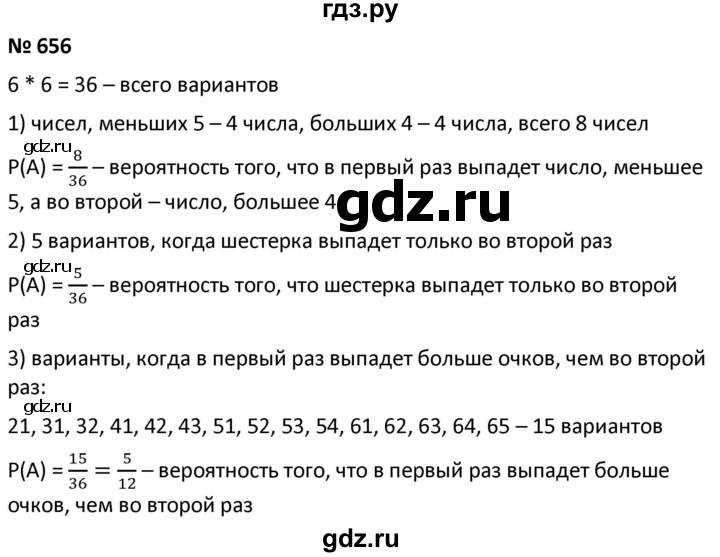 гдз.ру
№ 656
6 * 6 = 36 – всего вариантов
1) чисел, меньших 5 – 4 числа, больших 4 – 4 числа, всего 8 чисел
gdz.ru
P(A) = 8/36 – вероятность того, что в первый раз выпадет число, меньшее
5, а во второй – число, большее 4
gdz.ru
2) 5 вариантов, когда шестерка выпадет только во второй раз
gdz.ru
P(A) = 5/36 – вероятность того, что шестерка выпадет только во второй
раз
3) варианты, когда в первый раз выпадет больше очков, чем во второй
раз:
gdz.ru
21, 31, 32, 41, 42, 43, 51, 52, 53, 54, 61, 62, 63, 64, 65 – 15 вариантов
P(A) = 15/36 = 5/12 – вероятность того, что в первый раз выпадет больше
очков, чем во второй раз
gdz.ru